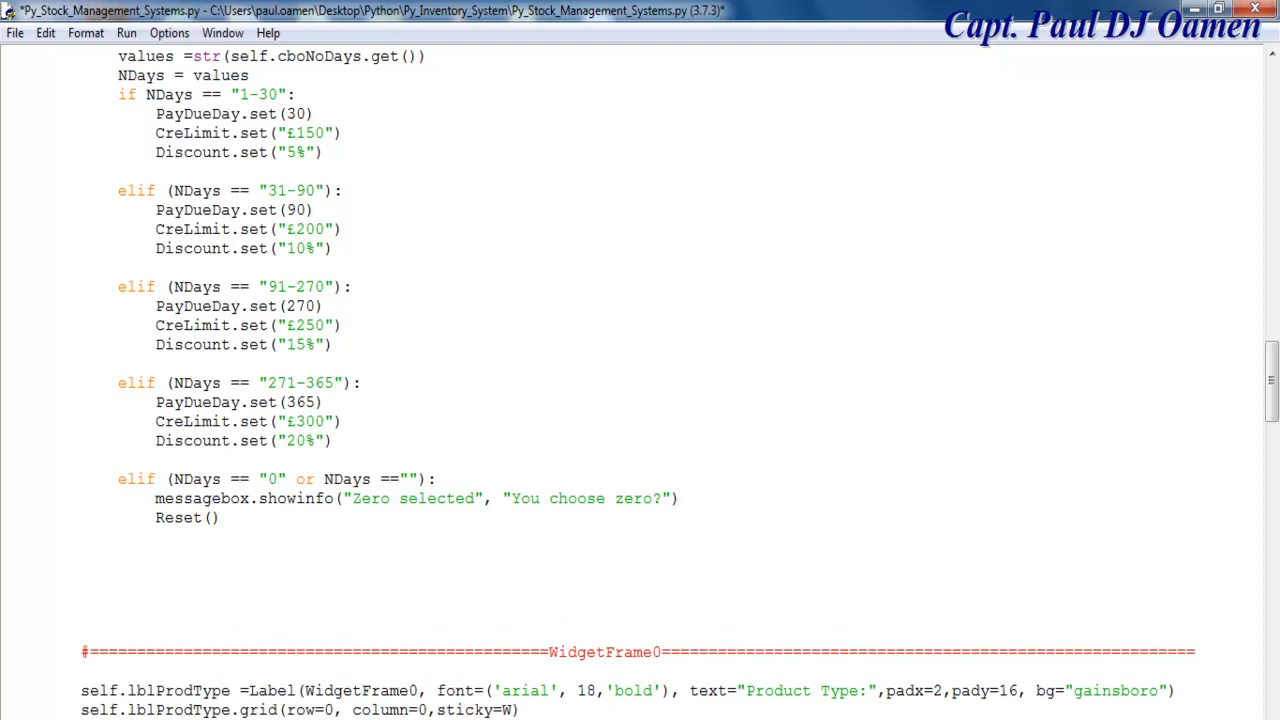 *Py_Stock_Management_Systems.py - C:\Users\paul.oamen\Desktop\Python\Py_Inventory_System\Py_Stock_Management_Systems.py (3.7.3)*
Capt. Paul DJ Oamen
File Edit Format Run Options Window Help
values =str(self.cboNoDays.get())
NDays = values
if NDays == "1-30":
PayDueDay.set(30)
CreLimit.set("£150")
Discount.set("5%")
elif (NDays == "31-90"):
PayDueDay.set(90)
CreLimit.set("£200")
Discount.set("10%")
elif (NDays == "91-270"):
PayDueDay.set(270)
CreLimit.set("£250")
Discount.set("15%")
elif (NDays == "271-365"):
PayDueDay.set(365)
CreLimit.set("£300")
Discount.set("20%")
elif (NDays == "0" or NDays ==""):
messagebox.showinfo("Zero selected", "You choose zero?")
Reset()
#=================================================WidgetFrame0=========================================================
self.lblProdType =Label(WidgetFrame0, font=('arial', 18,'bold'), text="Product Type:",padx=2,pady=16, bg="gainsboro")
self.lblProdType.grid(row=0, column=0,sticky=W)